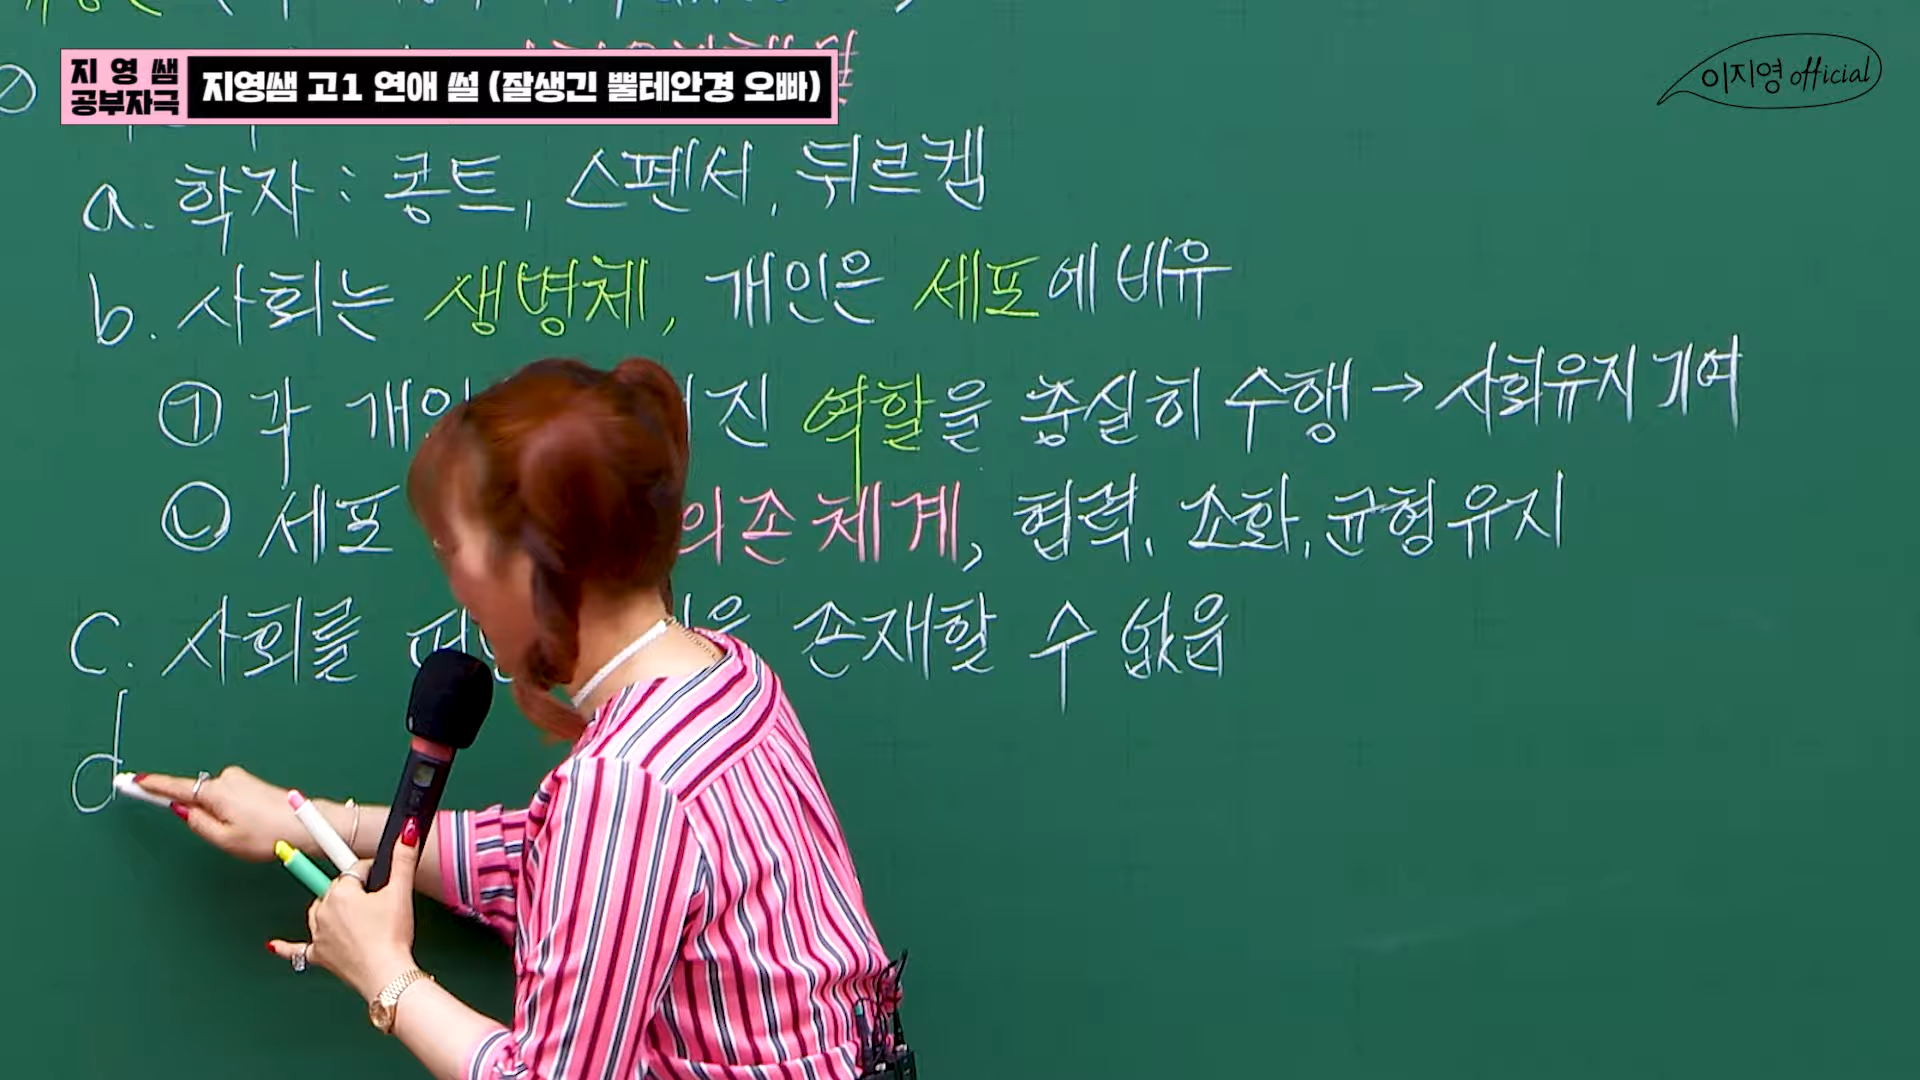 지영쌤 공부자극
지영쌤 고1 연애 썰 (잘생긴 뿔테안경 오빠)
이지영 official
a. 학자 : 콩트, 스펜서, 뒤르켐
b. 사회는 생명체, 개인은 세포에 비유
㉠ 각 개 진 역할을 충실히 수행 → 사회유지 기여
㉡ 세포 의존체계, 협력, 조화, 균형 유지
c. 사회를 존재할 수 없음
d